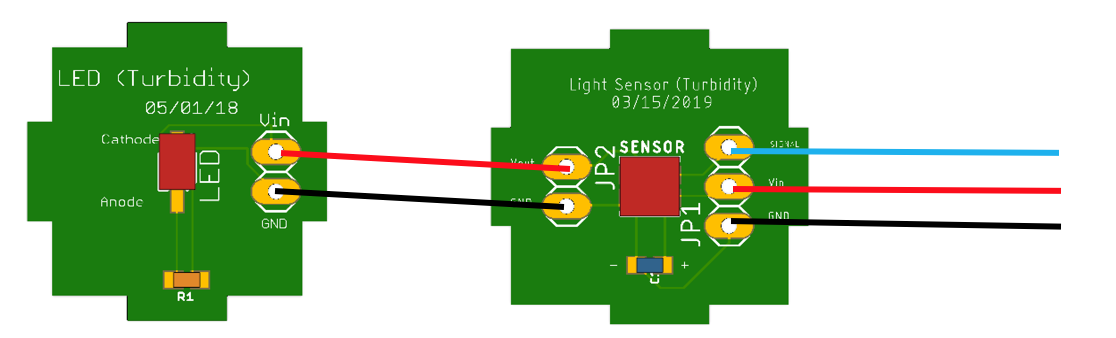 LED (Turbidity)
05/01/18
Vin
Cathode
LED
Anode
GND
R1
Light Sensor (Turbidity)
03/15/2019
SENSOR
SIGNAL
JP2
Vin
JP1
GND
- +